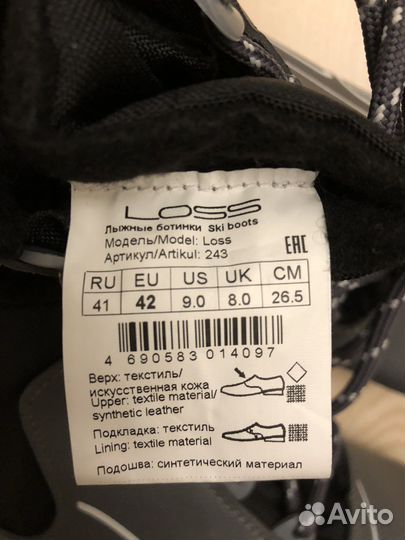 LOSS
Лыжные ботинки Ski boots
Модель/Model: Loss
Артикул/Artikul: 243
EAC
RU EU US UK CM
41 42 9.0 8.0 26.5
4 690583 014097
Верх: текстиль/
искусственная кожа
Upper: textile material/
synthetic leather
Подкладка: текстиль
Lining: textile material
Подошва: синтетический материал
Avito